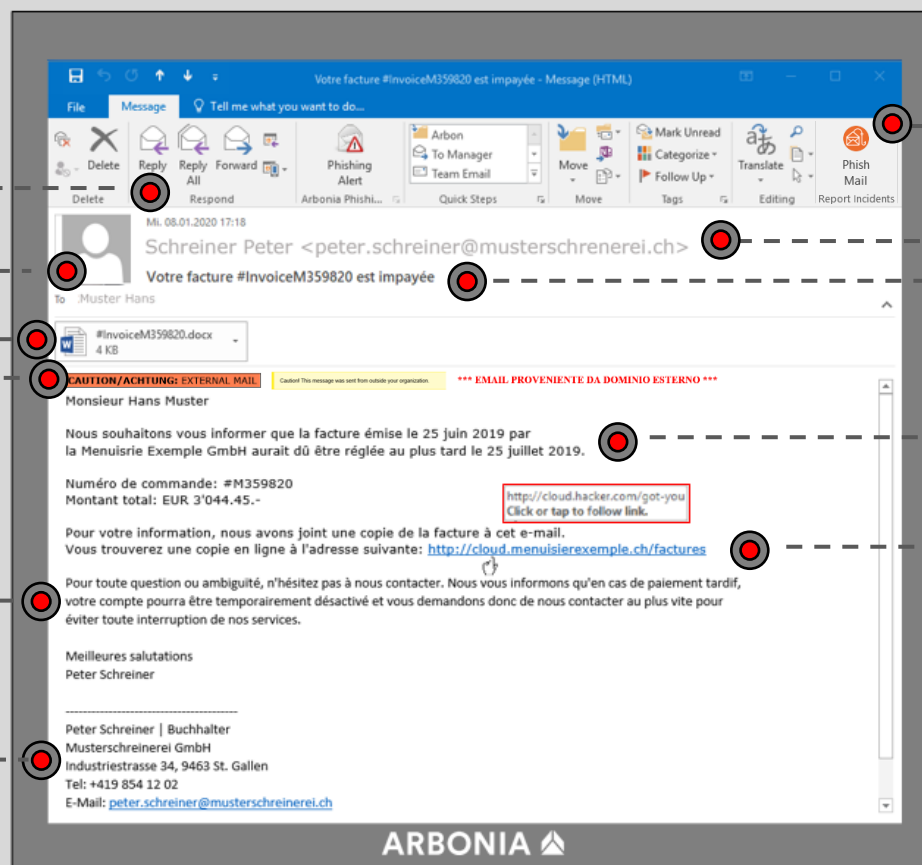 Votre facture #InvoiceM359820 est impayée - Message (HTML)
File Message Tell me what you want to do...
Delete Reply Reply All Forward Phishing Alert Arbon To Manager Team Email Move Mark Unread Categorize Follow Up Translate Phish Mail
Delete Respond Arbonia Phishi... Quick Steps Move Tags Editing Report Incidents
Mi. 08.01.2020 17:18
Schreiner Peter <peter.schreiner@musterschrenerei.ch>
Votre facture #InvoiceM359820 est impayée
To Muster Hans
#InvoiceM359820.docx
4 KB
CAUTION/ACHTUNG: EXTERNAL MAIL Caution! This message was sent from outside your organization. *** EMAIL PROVENIENTE DA DOMINIO ESTERNO ***
Monsieur Hans Muster
Nous souhaitons vous informer que la facture émise le 25 juin 2019 par
la Menuisrie Exemple GmbH aurait dû être réglée au plus tard le 25 juillet 2019.
Numéro de commande: #M359820
Montant total: EUR 3'044.45.-
http://cloud.hacker.com/got-you
Click or tap to follow link.
Pour votre information, nous avons joint une copie de la facture à cet e-mail.
Vous trouverez une copie en ligne à l'adresse suivante: http://cloud.menuisierexemple.ch/factures
Pour toute question ou ambiguité, n'hésitez pas à nous contacter. Nous vous informons qu'en cas de paiement tardif,
votre compte pourra être temporairement désactivé et vous demandons donc de nous contacter au plus vite pour
éviter toute interruption de nos services.
Meilleures salutations
Peter Schreiner
Peter Schreiner | Buchhalter
Musterschreinerei GmbH
Industriestrasse 34, 9463 St. Gallen
Tel: +419 854 12 02
E-Mail: peter.schreiner@musterschreinerei.ch
ARBONIA